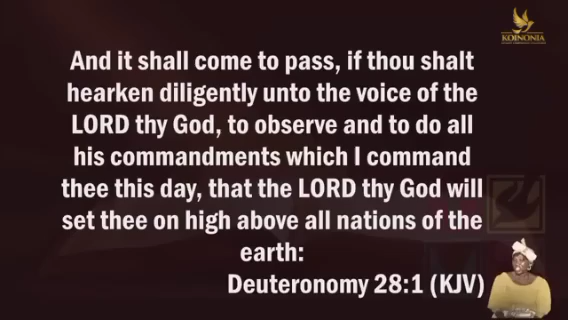 KOINONIA
And it shall come to pass, if thou shalt
hearken diligently unto the voice of the
LORD thy God, to observe and to do all
his commandments which I command
thee this day, that the LORD thy God will
set thee on high above all nations of the
earth:
Deuteronomy 28:1 (KJV)